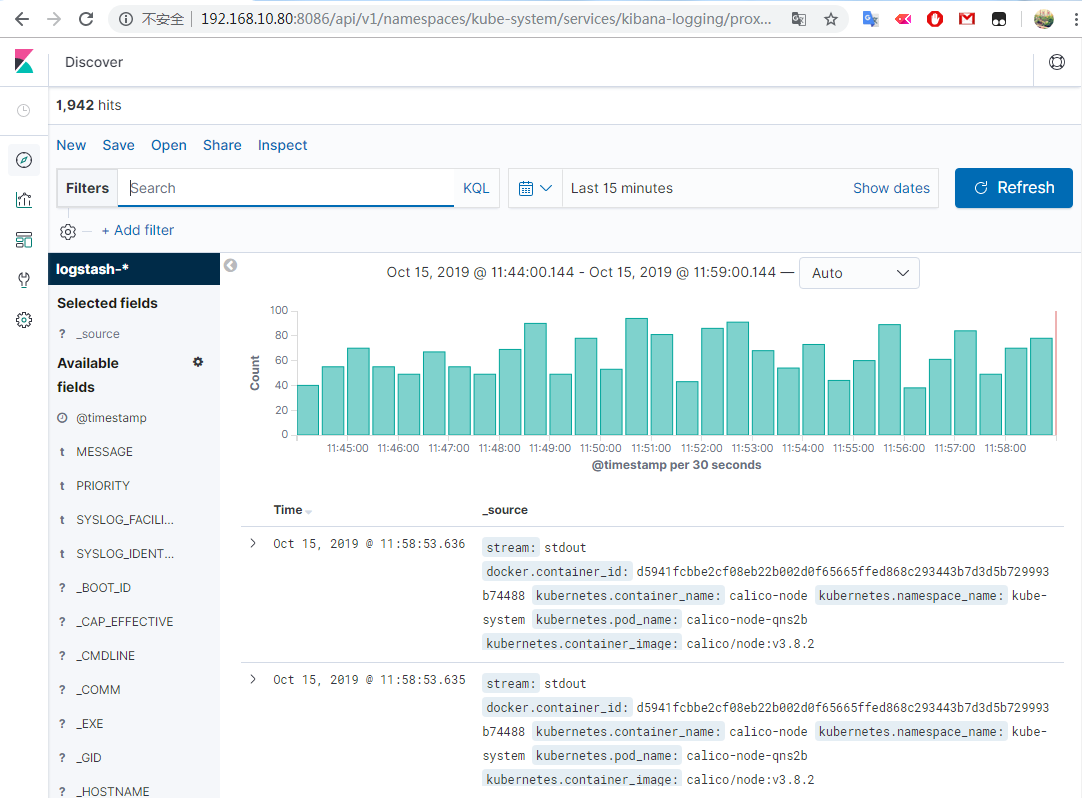 不安全 192.168.10.80:8086/api/v1/namespaces/kube-system/services/kibana-logging/prox...
Discover
1,942 hits
New Save Open Share Inspect
Filters Search KQL Last 15 minutes Show dates Refresh
+ Add filter
logstash-*
Selected fields
? _source
Available
fields
@timestamp
t MESSAGE
t PRIORITY
t SYSLOG_FACILI...
t SYSLOG_IDENT...
? _BOOT_ID
? _CAP_EFFECTIVE
? _CMDLINE
? _COMM
? _EXE
? _GID
? _HOSTNAME
Oct 15, 2019 @ 11:44:00.144 - Oct 15, 2019 @ 11:59:00.144 — Auto
100
80
60
40
20
0
Count
11:45:00 11:46:00 11:47:00 11:48:00 11:49:00 11:50:00 11:51:00 11:52:00 11:53:00 11:54:00 11:55:00 11:56:00 11:57:00 11:58:00
@timestamp per 30 seconds
Time _source
Oct 15, 2019 @ 11:58:53.636 stream: stdout
docker.container_id: d5941fcbbe2cf08eb22b002d0f65665ffed868c293443b7d3d5b729993
b74488 kubernetes.container_name: calico-node kubernetes.namespace_name: kube-
system kubernetes.pod_name: calico-node-qns2b
kubernetes.container_image: calico/node:v3.8.2
Oct 15, 2019 @ 11:58:53.635 stream: stdout
docker.container_id: d5941fcbbe2cf08eb22b002d0f65665ffed868c293443b7d3d5b729993
b74488 kubernetes.container_name: calico-node kubernetes.namespace_name: kube-
system kubernetes.pod_name: calico-node-qns2b
kubernetes.container_image: calico/node:v3.8.2